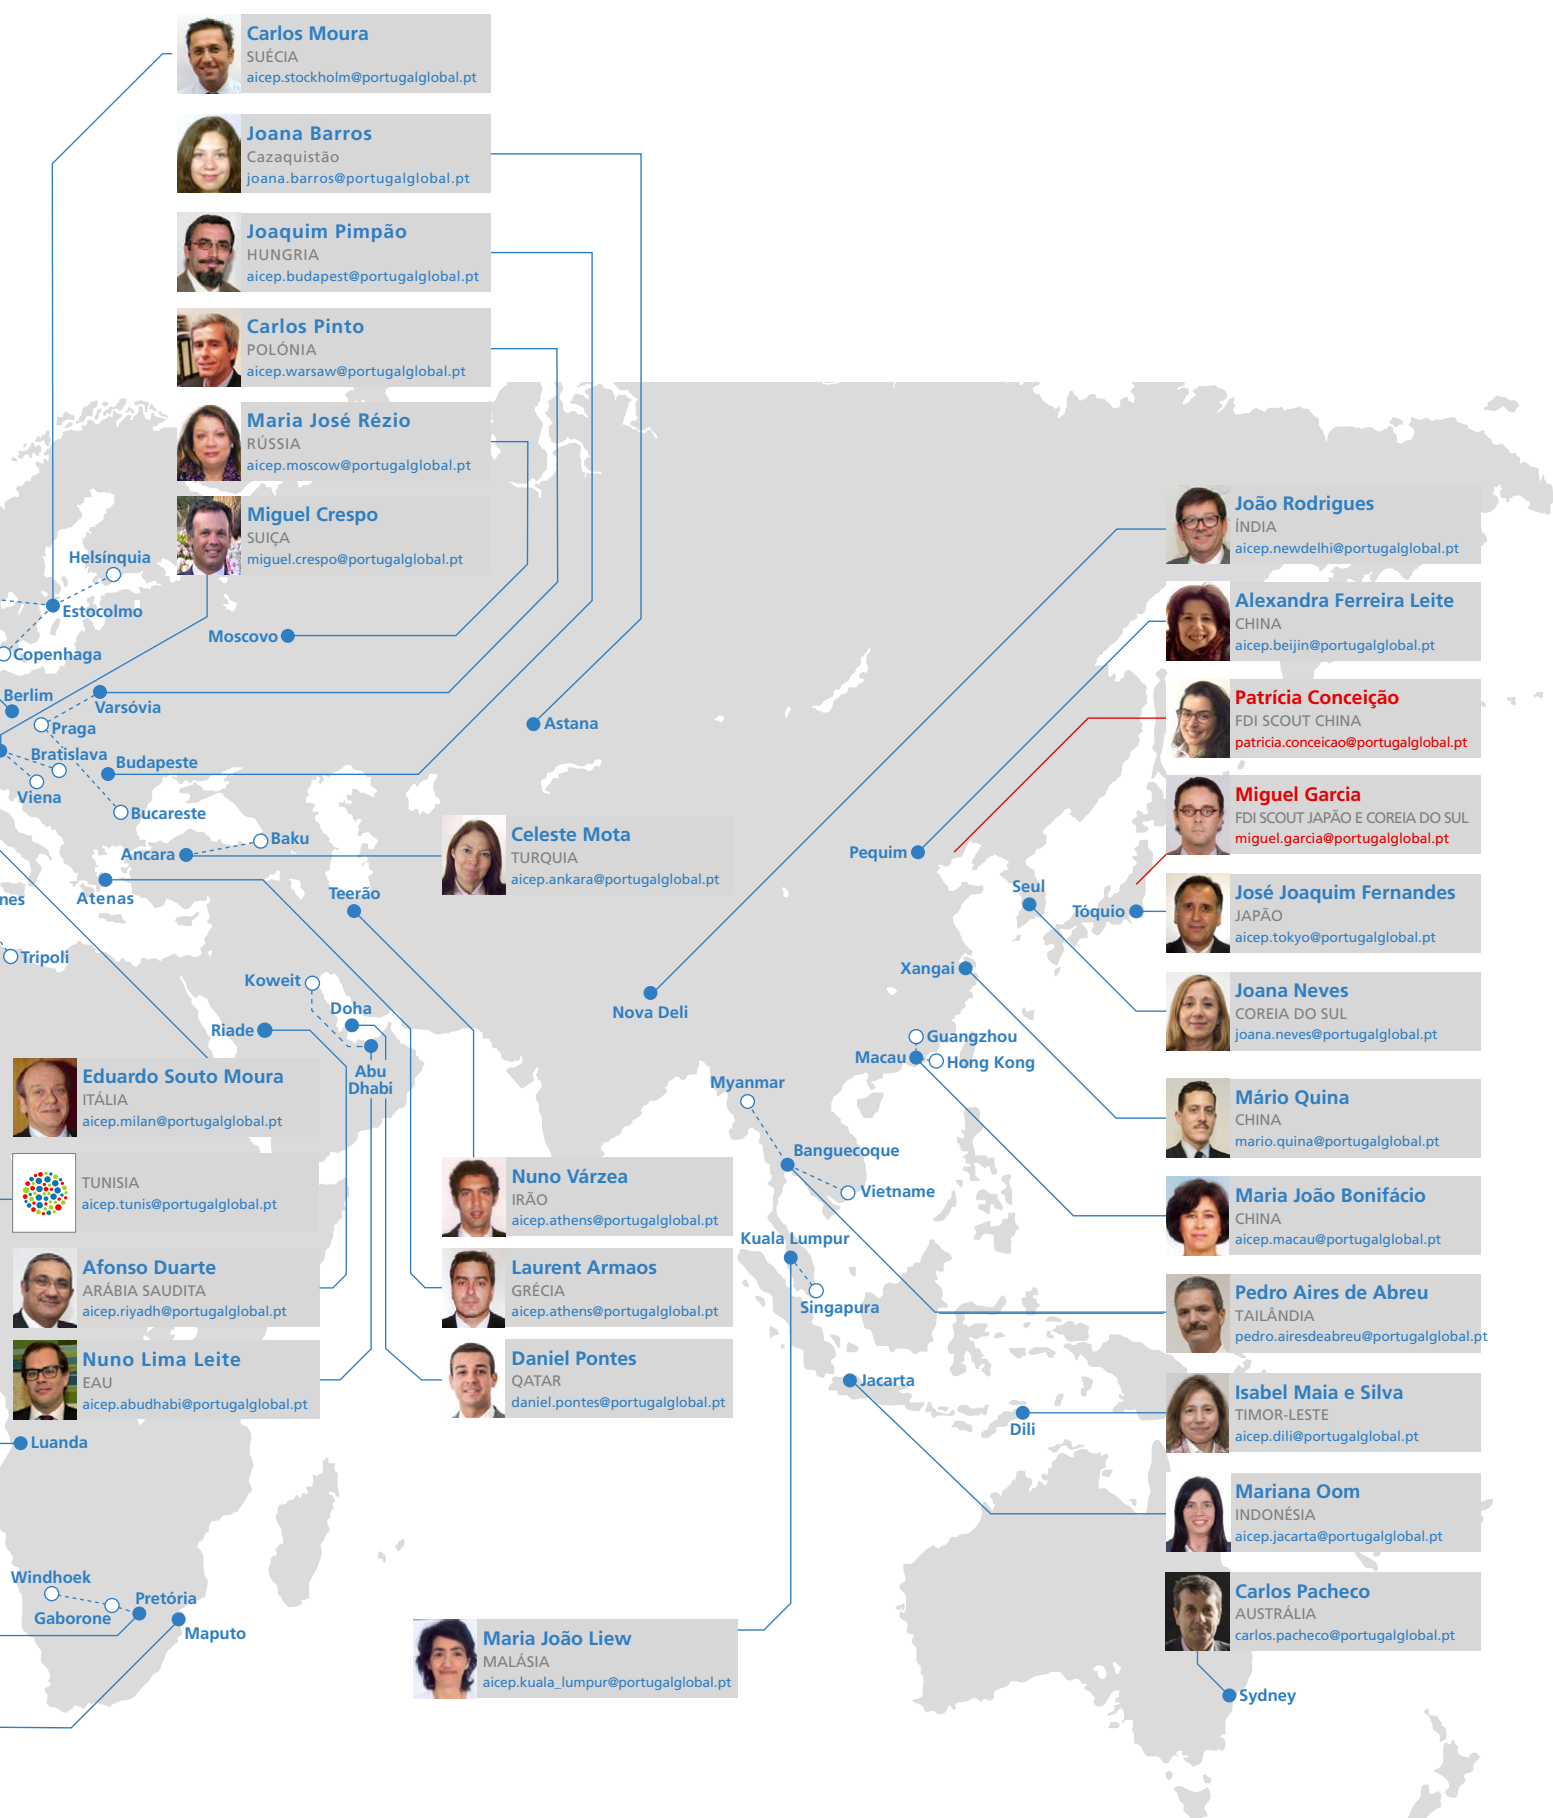 Carlos Moura
SUÉCIA
aicep.stockholm@portugalglobal.pt
Joana Barros
Cazaquistão
joana.barros@portugalglobal.pt
Joaquim Pimpão
HUNGRIA
aicep.budapest@portugalglobal.pt
Carlos Pinto
POLÓNIA
aicep.warsaw@portugalglobal.pt
Maria José Rézio
RÚSSIA
aicep.moscow@portugalglobal.pt
Miguel Crespo
SUIÇA
miguel.crespo@portugalglobal.pt
Helsínquia
Estocolmo
Moscovo
Copenhaga
Berlim
Varsóvia
Praga
Bratislava
Budapeste
Viena
Bucareste
Astana
Baku
Ancara
Atenas
nes
Tripoli
Teerão
Koweit
Doha
Riade
Abu
Dhabi
Celeste Mota
TURQUIA
aicep.ankara@portugalglobal.pt
João Rodrigues
ÍNDIA
aicep.newdelhi@portugalglobal.pt
Alexandra Ferreira Leite
CHINA
aicep.beijin@portugalglobal.pt
Patrícia Conceição
FDI SCOUT CHINA
patricia.conceicao@portugalglobal.pt
Miguel Garcia
FDI SCOUT JAPÃO E COREIA DO SUL
miguel.garcia@portugalglobal.pt
José Joaquim Fernandes
JAPÃO
aicep.tokyo@portugalglobal.pt
Joana Neves
COREIA DO SUL
joana.neves@portugalglobal.pt
Mário Quina
CHINA
mario.quina@portugalglobal.pt
Maria João Bonifácio
CHINA
aicep.macau@portugalglobal.pt
Pedro Aires de Abreu
TAILÂNDIA
pedro.airesdeabreu@portugalglobal.pt
Isabel Maia e Silva
TIMOR-LESTE
aicep.dili@portugalglobal.pt
Mariana Oom
INDONÉSIA
aicep.jacarta@portugalglobal.pt
Carlos Pacheco
AUSTRÁLIA
carlos.pacheco@portugalglobal.pt
Sydney
Pequim
Seul
Tóquio
Xangai
Nova Deli
Guangzhou
Macau
Hong Kong
Myanmar
Banguecoque
Vietname
Kuala Lumpur
Singapura
Jacarta
Dili
Eduardo Souto Moura
ITÁLIA
aicep.milan@portugalglobal.pt
TUNISIA
aicep.tunis@portugalglobal.pt
Afonso Duarte
ARÁBIA SAUDITA
aicep.riyadh@portugalglobal.pt
Nuno Lima Leite
EAU
aicep.abudhabi@portugalglobal.pt
Nuno Várzea
IRÃO
aicep.athens@portugalglobal.pt
Laurent Armaos
GRÉCIA
aicep.athens@portugalglobal.pt
Daniel Pontes
QATAR
daniel.pontes@portugalglobal.pt
Luanda
Windhoek
Gaborone
Pretória
Maputo
Maria João Liew
MALÁSIA
aicep.kuala_lumpur@portugalglobal.pt